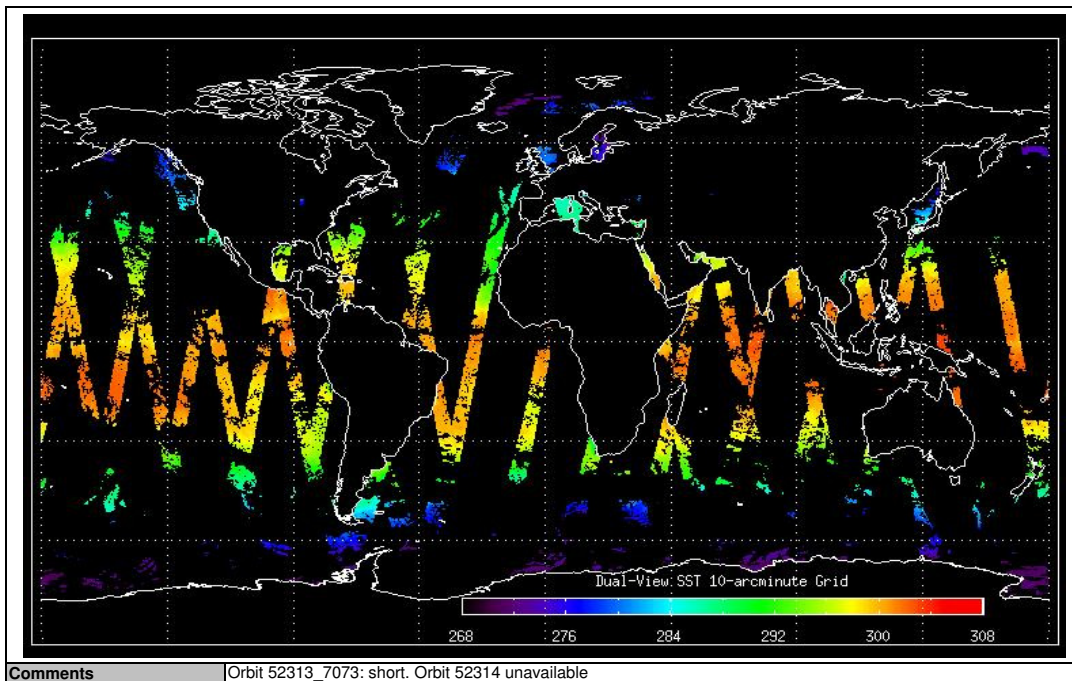 Dual-View:SST 10-arcminute Grid
268 276 284 292 300 308
Comments Orbit 52313_7073: short. Orbit 52314 unavailable